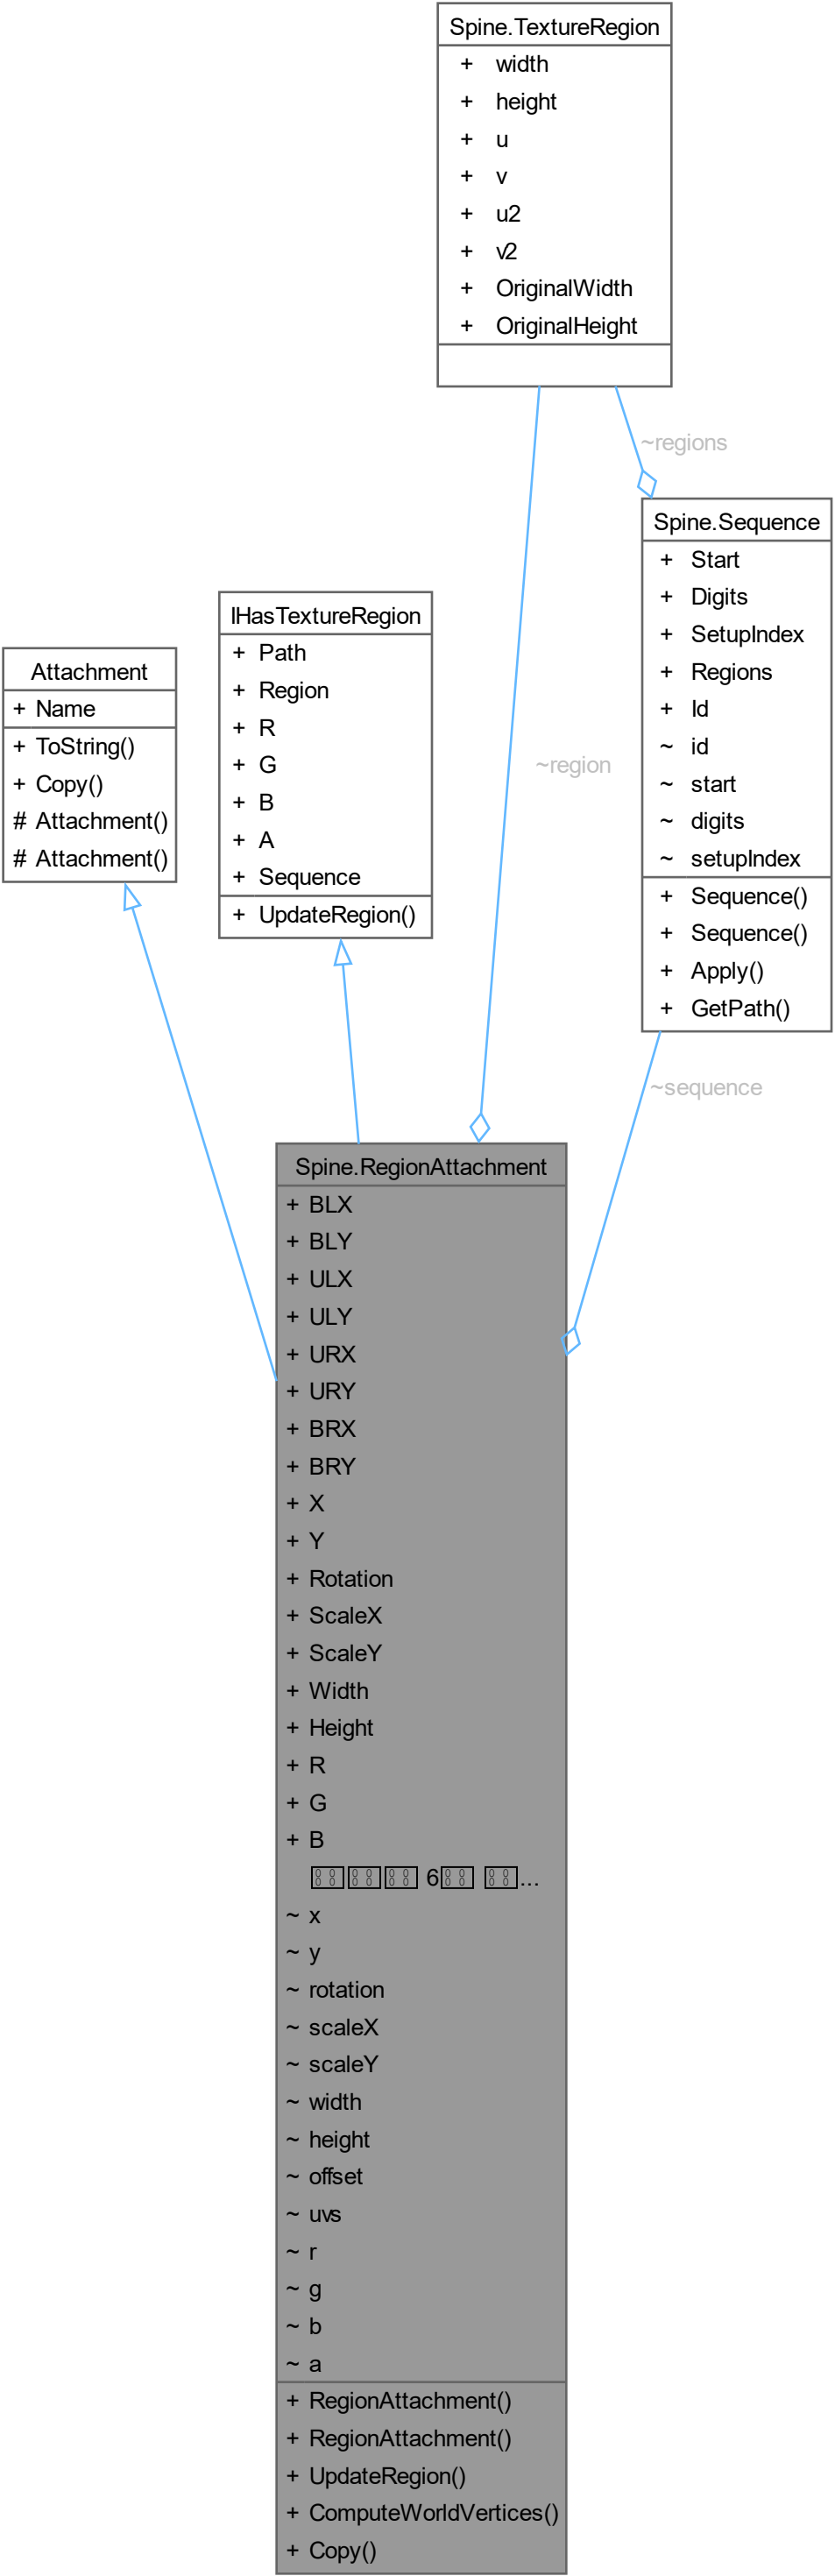 Spine.TextureRegion
+ width
+ height
+ u
+ v
+ u2
+ v2
+ OriginalWidth
+ OriginalHeight
~regions
Spine.Sequence
+ Start
+ Digits
+ SetupIndex
+ Regions
+ Id
~ id
~ start
~ digits
~ setupIndex
+ Sequence()
+ Sequence()
+ Apply()
+ GetPath()
IHasTextureRegion
+ Path
+ Region
+ R
+ G
+ B
+ A
+ Sequence
+ UpdateRegion()
Attachment
+ Name
+ ToString()
+ Copy()
# Attachment()
# Attachment()
~region
~sequence
Spine.RegionAttachment
+ BLX
+ BLY
+ ULX
+ ULY
+ URX
+ URY
+ BRX
+ BRY
+ X
+ Y
+ Rotation
+ ScaleX
+ ScaleY
+ Width
+ Height
+ R
+ G
+ B
6 ...
~ x
~ y
~ rotation
~ scaleX
~ scaleY
~ width
~ height
~ offset
~ uvs
~ r
~ g
~ b
~ a
+ RegionAttachment()
+ RegionAttachment()
+ UpdateRegion()
+ ComputeWorldVertices()
+ Copy()